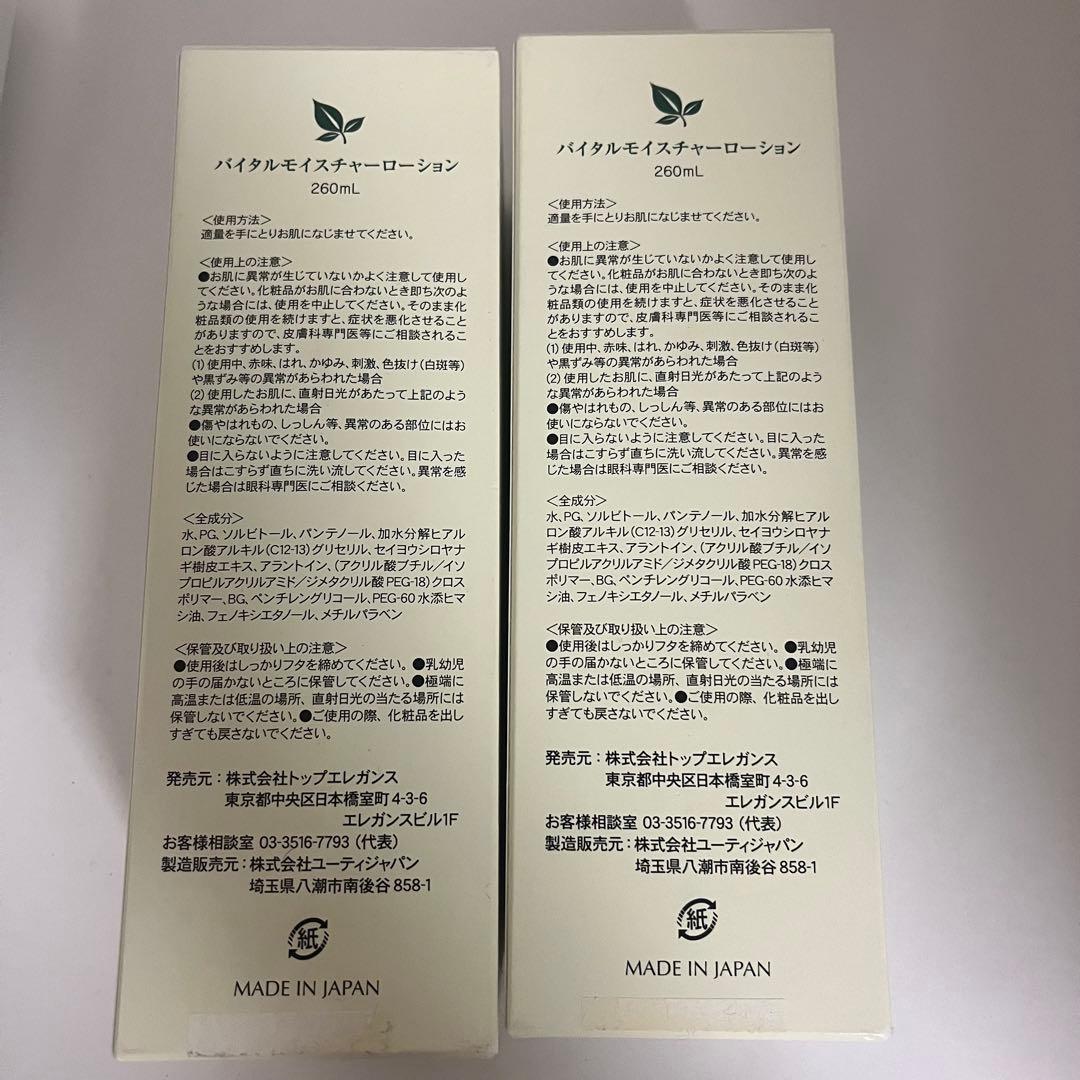 バイタルモイスチャーローション
260mL
＜使用方法＞
適量を手にとりお肌になじませてください。
＜使用上の注意＞
●お肌に異常が生じていないかよく注意して使用し
てください。化粧品がお肌に合わないとき即ち次のよ
うな場合には、使用を中止してください。そのまま化
粧品類の使用を続けますと、症状を悪化させること
がありますので、皮膚科専門医等にご相談されるこ
とをおすすめします。
(1) 使用中、赤味、はれ、かゆみ、刺激、色抜け(白斑等)
や黒ずみ等の異常があらわれた場合
(2) 使用したお肌に、直射日光があたって上記のよう
な異常があらわれた場合
●傷やはれもの、しっしん等、異常のある部位にはお
使いにならないでください。
●目に入らないように注意してください。目に入った
場合はこすらず直ちに洗い流してください。異常を感
じた場合は眼科専門医にご相談ください。
＜全成分＞
水、PG、ソルビトール、パンテノール、加水分解ヒアル
ロン酸アルキル(C12-13)グリセリル、セイヨウシロヤナ
ギ樹皮エキス、アラントイン、(アクリル酸ブチル／イソ
プロピルアクリルアミド／ジメタクリル酸PEG-18)クロス
ポリマー、BG、ペンチレングリコール、PEG-60水添ヒマ
シ油、フェノキシエタノール、メチルパラベン
＜保管及び取り扱い上の注意＞
●使用後はしっかりフタを締めてください。●乳幼児
の手の届かないところに保管してください。●極端に
高温または低温の場所、直射日光の当たる場所には
保管しないでください。●ご使用の際、化粧品を出し
すぎても戻さないでください。
発売元：株式会社トップエレガンス
東京都中央区日本橋室町4-3-6
エレガンスビル1F
お客様相談室 03-3516-7793（代表）
製造販売元：株式会社ユーティジャパン
埼玉県八潮市南後谷858-1
紙
MADE IN JAPAN
バイタルモイスチャーローション
260mL
＜使用方法＞
適量を手にとりお肌になじませてください。
＜使用上の注意＞
●お肌に異常が生じていないかよく注意して使用し
てください。化粧品がお肌に合わないとき即ち次のよ
うな場合には、使用を中止してください。そのまま化
粧品類の使用を続けますと、症状を悪化させること
がありますので、皮膚科専門医等にご相談されるこ
とをおすすめします。
(1) 使用中、赤味、はれ、かゆみ、刺激、色抜け(白斑等)
や黒ずみ等の異常があらわれた場合
(2) 使用したお肌に、直射日光があたって上記のよう
な異常があらわれた場合
●傷やはれもの、しっしん等、異常のある部位にはお
使いにならないでください。
●目に入らないように注意してください。目に入った
場合はこすらず直ちに洗い流してください。異常を感
じた場合は眼科専門医にご相談ください。
＜全成分＞
水、PG、ソルビトール、パンテノール、加水分解ヒアル
ロン酸アルキル(C12-13)グリセリル、セイヨウシロヤナ
ギ樹皮エキス、アラントイン、(アクリル酸ブチル／イソ
プロピルアクリルアミド／ジメタクリル酸PEG-18)クロス
ポリマー、BG、ペンチレングリコール、PEG-60水添ヒマ
シ油、フェノキシエタノール、メチルパラベン
＜保管及び取り扱い上の注意＞
●使用後はしっかりフタを締めてください。●乳幼児
の手の届かないところに保管してください。●極端に
高温または低温の場所、直射日光の当たる場所には
保管しないでください。●ご使用の際、化粧品を出し
すぎても戻さないでください。
発売元：株式会社トップエレガンス
東京都中央区日本橋室町4-3-6
エレガンスビル1F
お客様相談室 03-3516-7793（代表）
製造販売元：株式会社ユーティジャパン
埼玉県八潮市南後谷858-1
紙
MADE IN JAPAN